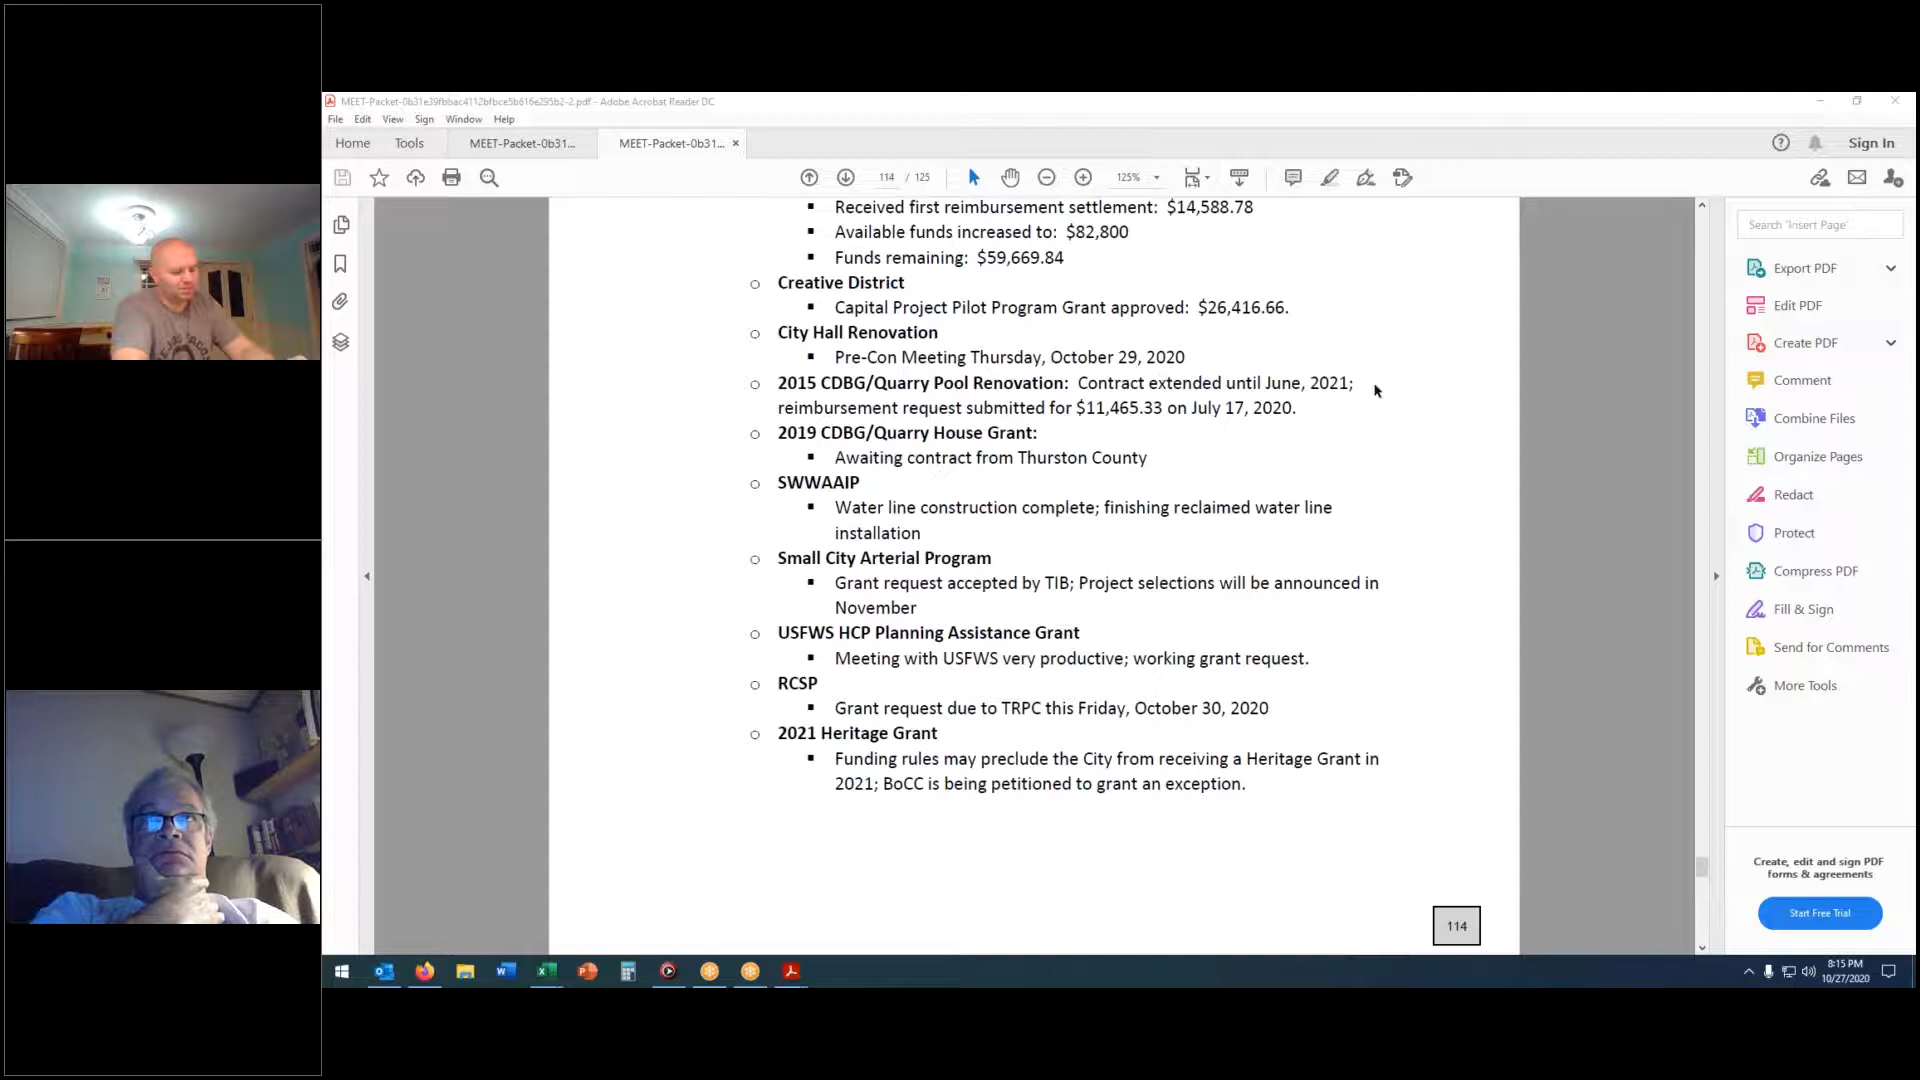 MEET-Packet-0b31e39fbbac4112bfbce5b616e295b2-2.pdf - Adobe Acrobat Reader DC
File Edit View Sign Window Help
Home Tools MEET-Packet-0b31... MEET-Packet-0b31... × Sign In
114 / 125 125%
▪ Received first reimbursement settlement: $14,588.78
▪ Available funds increased to: $82,800
▪ Funds remaining: $59,669.84
○ Creative District
▪ Capital Project Pilot Program Grant approved: $26,416.66.
○ City Hall Renovation
▪ Pre-Con Meeting Thursday, October 29, 2020
○ 2015 CDBG/Quarry Pool Renovation: Contract extended until June, 2021;
reimbursement request submitted for $11,465.33 on July 17, 2020.
○ 2019 CDBG/Quarry House Grant:
▪ Awaiting contract from Thurston County
○ SWWAAIP
▪ Water line construction complete; finishing reclaimed water line
installation
○ Small City Arterial Program
▪ Grant request accepted by TIB; Project selections will be announced in
November
○ USFWS HCP Planning Assistance Grant
▪ Meeting with USFWS very productive; working grant request.
○ RCSP
▪ Grant request due to TRPC this Friday, October 30, 2020
○ 2021 Heritage Grant
▪ Funding rules may preclude the City from receiving a Heritage Grant in
2021; BoCC is being petitioned to grant an exception.
114
Search 'Insert Page'
Export PDF
Edit PDF
Create PDF
Comment
Combine Files
Organize Pages
Redact
Protect
Compress PDF
Fill & Sign
Send for Comments
More Tools
Create, edit and sign PDF
forms & agreements
Start Free Trial
8:15 PM
10/27/2020